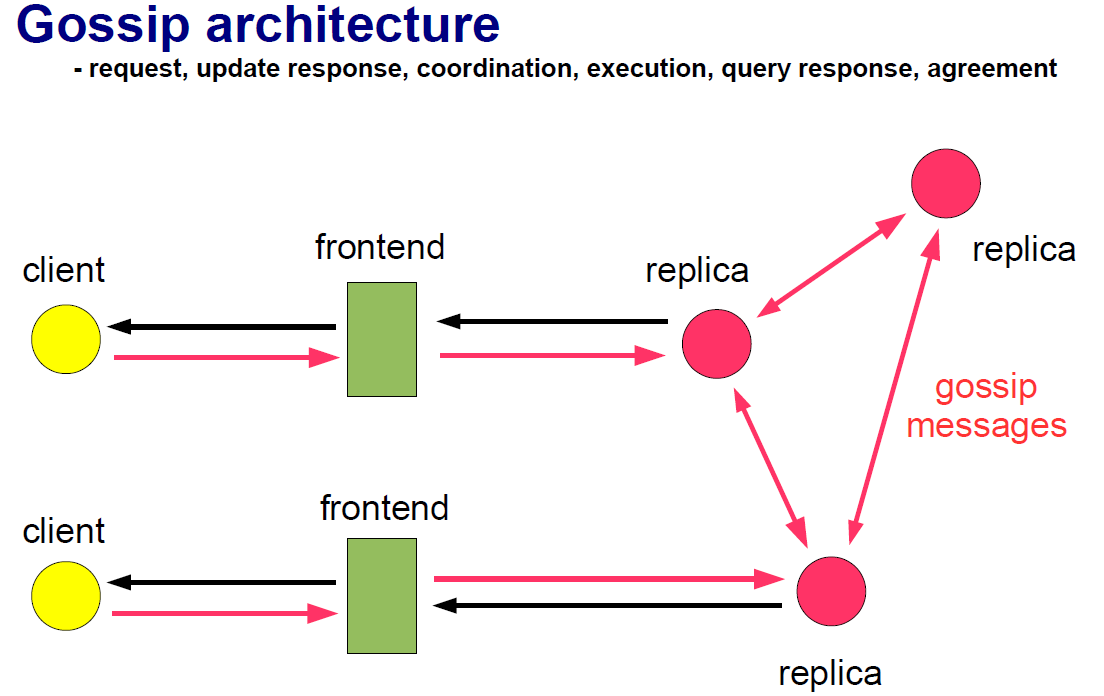 Gossip architecture
- request, update response, coordination, execution, query response, agreement
client
frontend
replica
replica
gossip
messages
client
frontend
replica